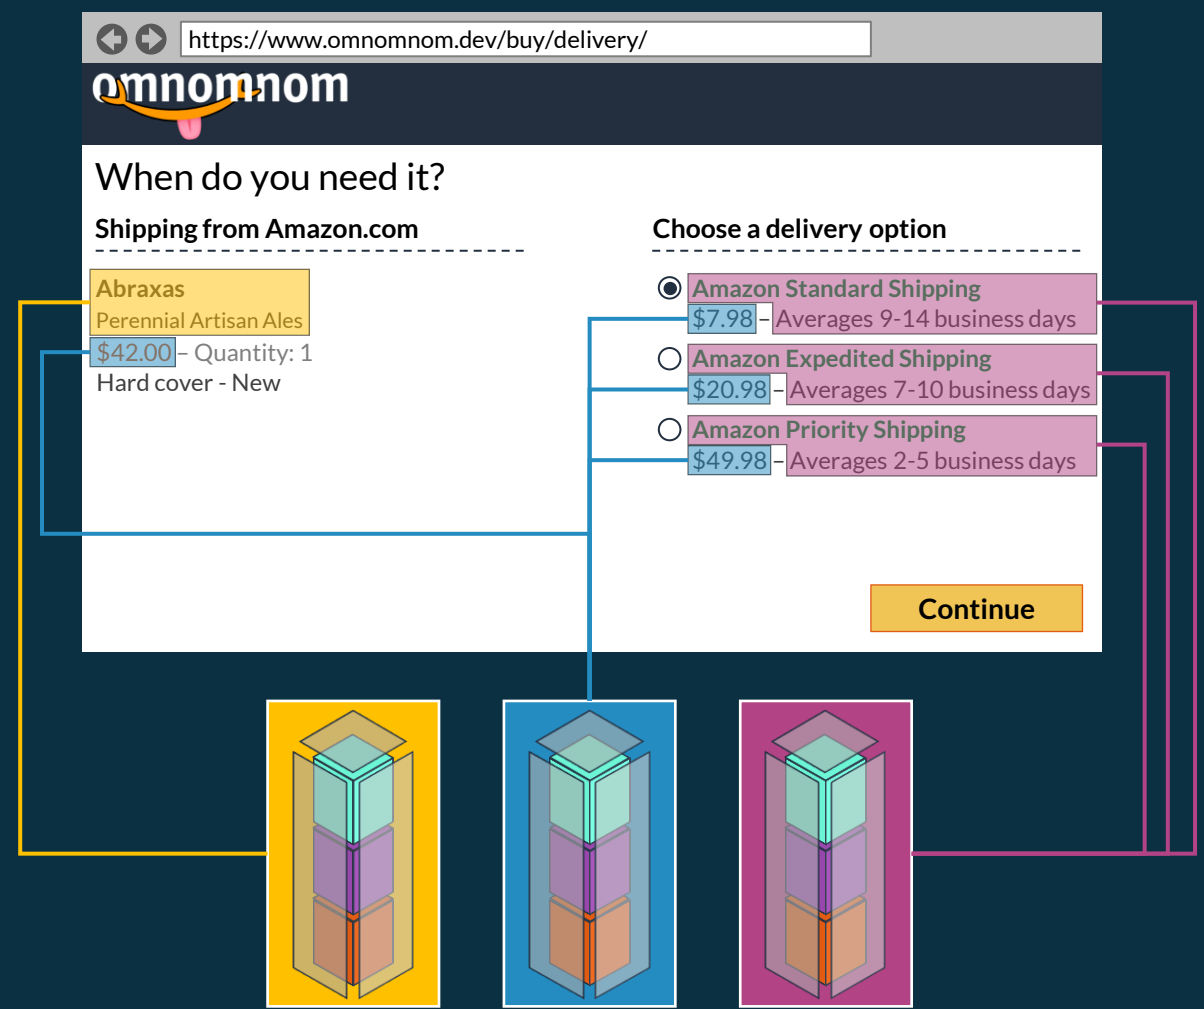 https://www.omnomnom.dev/buy/delivery/
omnomnom
When do you need it?
Shipping from Amazon.com
Abraxas
Perennial Artisan Ales
$42.00 – Quantity: 1
Hard cover - New
Choose a delivery option
Amazon Standard Shipping
$7.98 – Averages 9-14 business days
Amazon Expedited Shipping
$20.98 – Averages 7-10 business days
Amazon Priority Shipping
$49.98 – Averages 2-5 business days
Continue